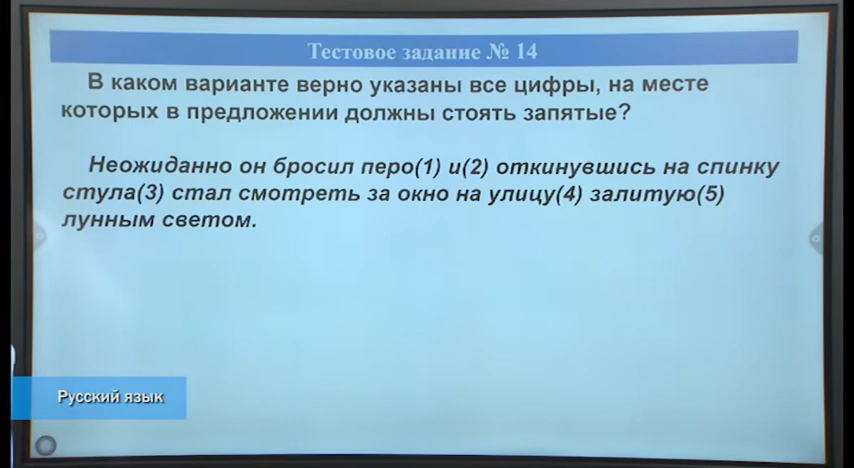 Тестовое задание № 14
В каком варианте верно указаны все цифры, на месте
которых в предложении должны стоять запятые?
Неожиданно он бросил перо(1) и(2) откинувшись на спинку
стула(3) стал смотреть за окно на улицу(4) залитую(5)
лунным светом.
Русский язык